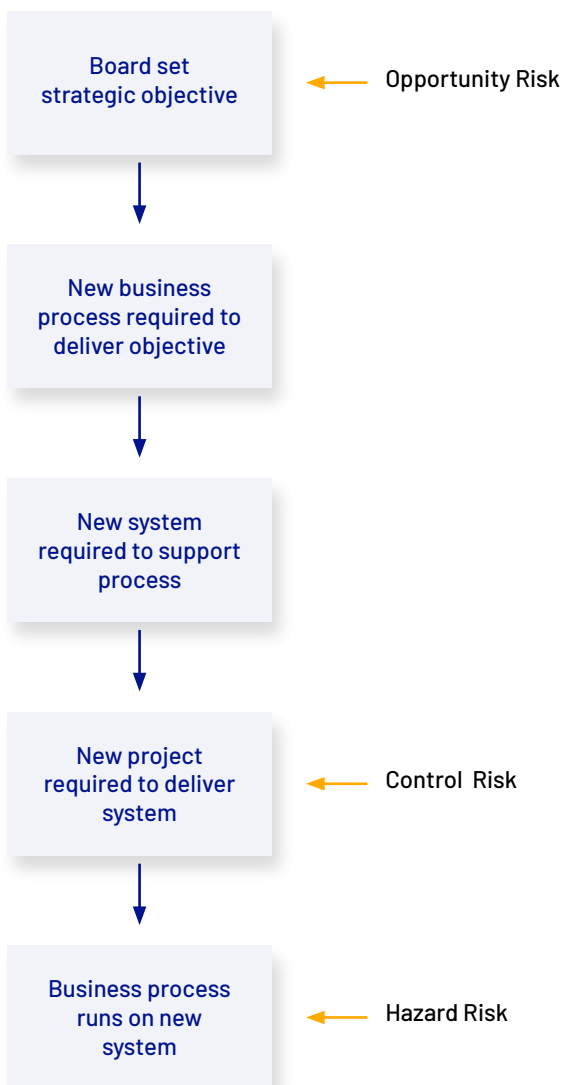 Board set
strategic objective
Opportunity Risk
New business
process required to
deliver objective
New system
required to support
process
New project
required to deliver
system
Control Risk
Business process
runs on new
system
Hazard Risk